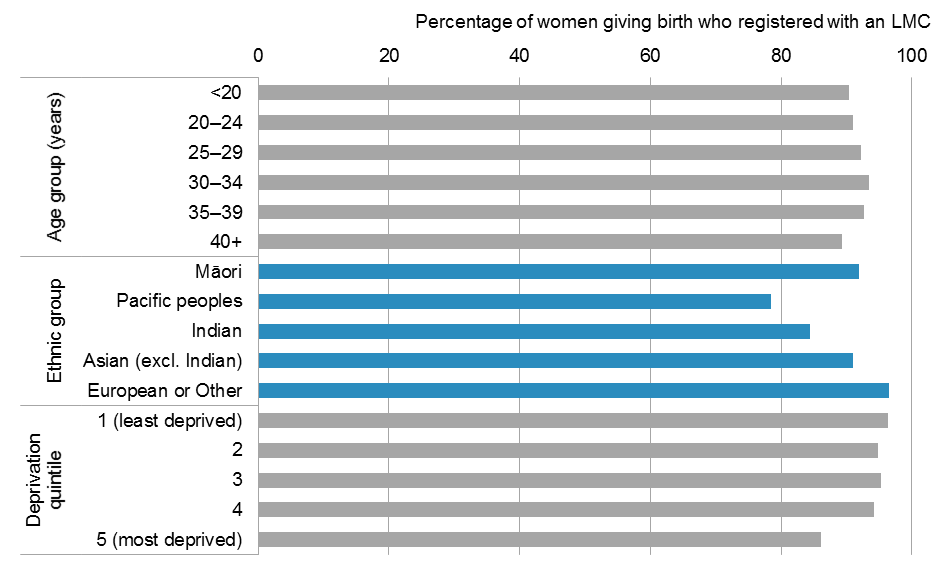 Percentage of women giving birth who registered with an LMC
0 20 40 60 80 100
Age group (years)
<20
20–24
25–29
30–34
35–39
40+
Ethnic group
Māori
Pacific peoples
Indian
Asian (excl. Indian)
European or Other
Deprivation
quintile
1 (least deprived)
2
3
4
5 (most deprived)